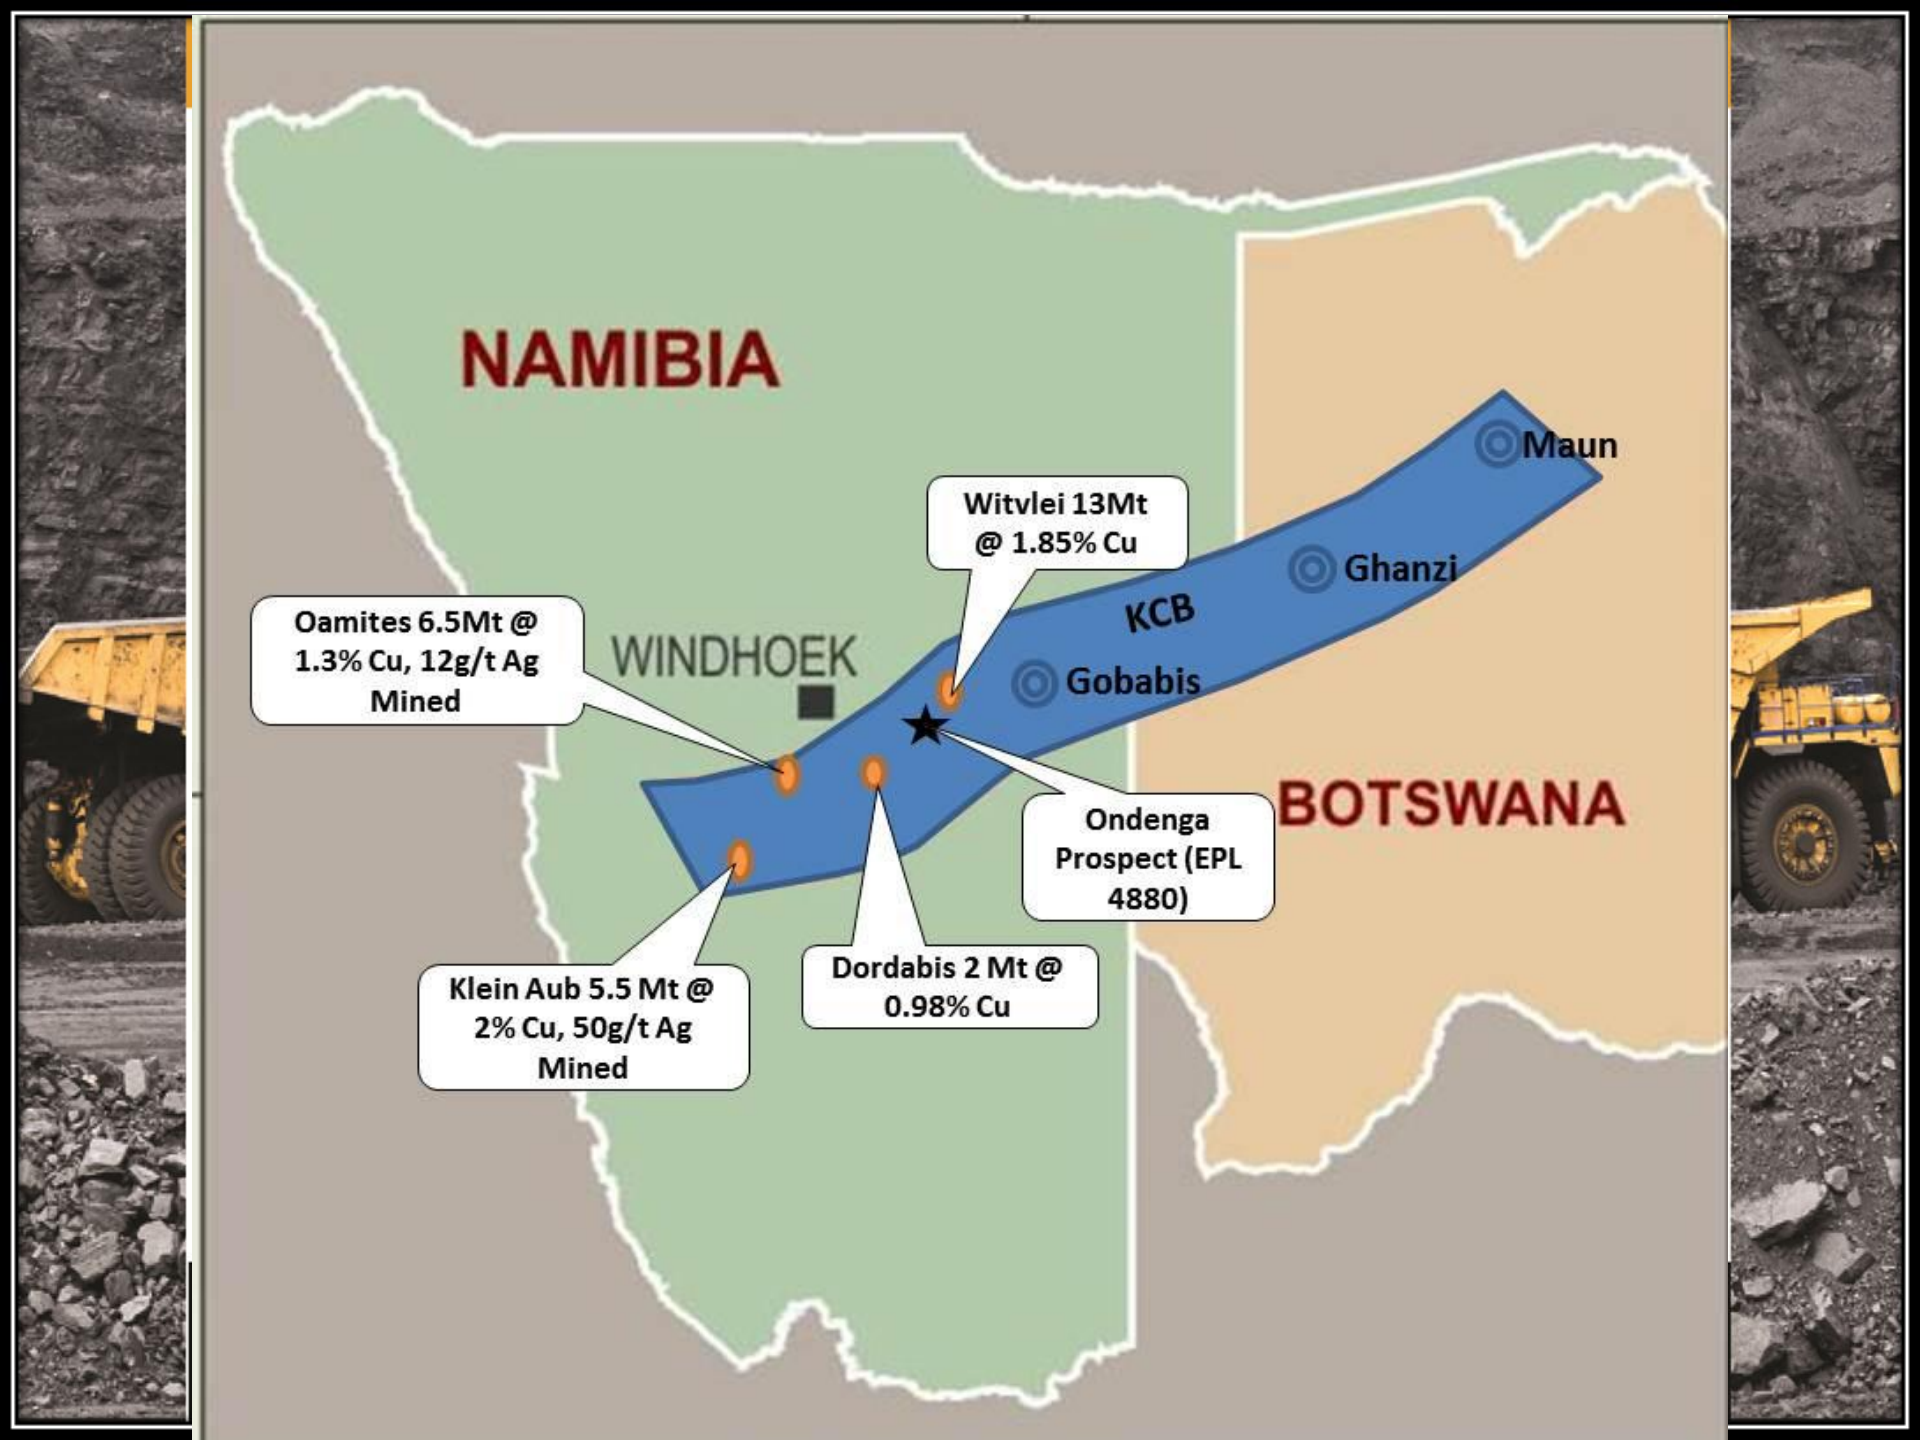 NAMIBIA
Maun
Witvlei 13Mt
@ 1.85% Cu
Ghanzi
KCB
Oamites 6.5Mt @
1.3% Cu, 12g/t Ag
Mined
WINDHOEK
Gobabis
BOTSWANA
Ondenga
Prospect (EPL
4880)
Dordabis 2 Mt @
0.98% Cu
Klein Aub 5.5 Mt @
2% Cu, 50g/t Ag
Mined